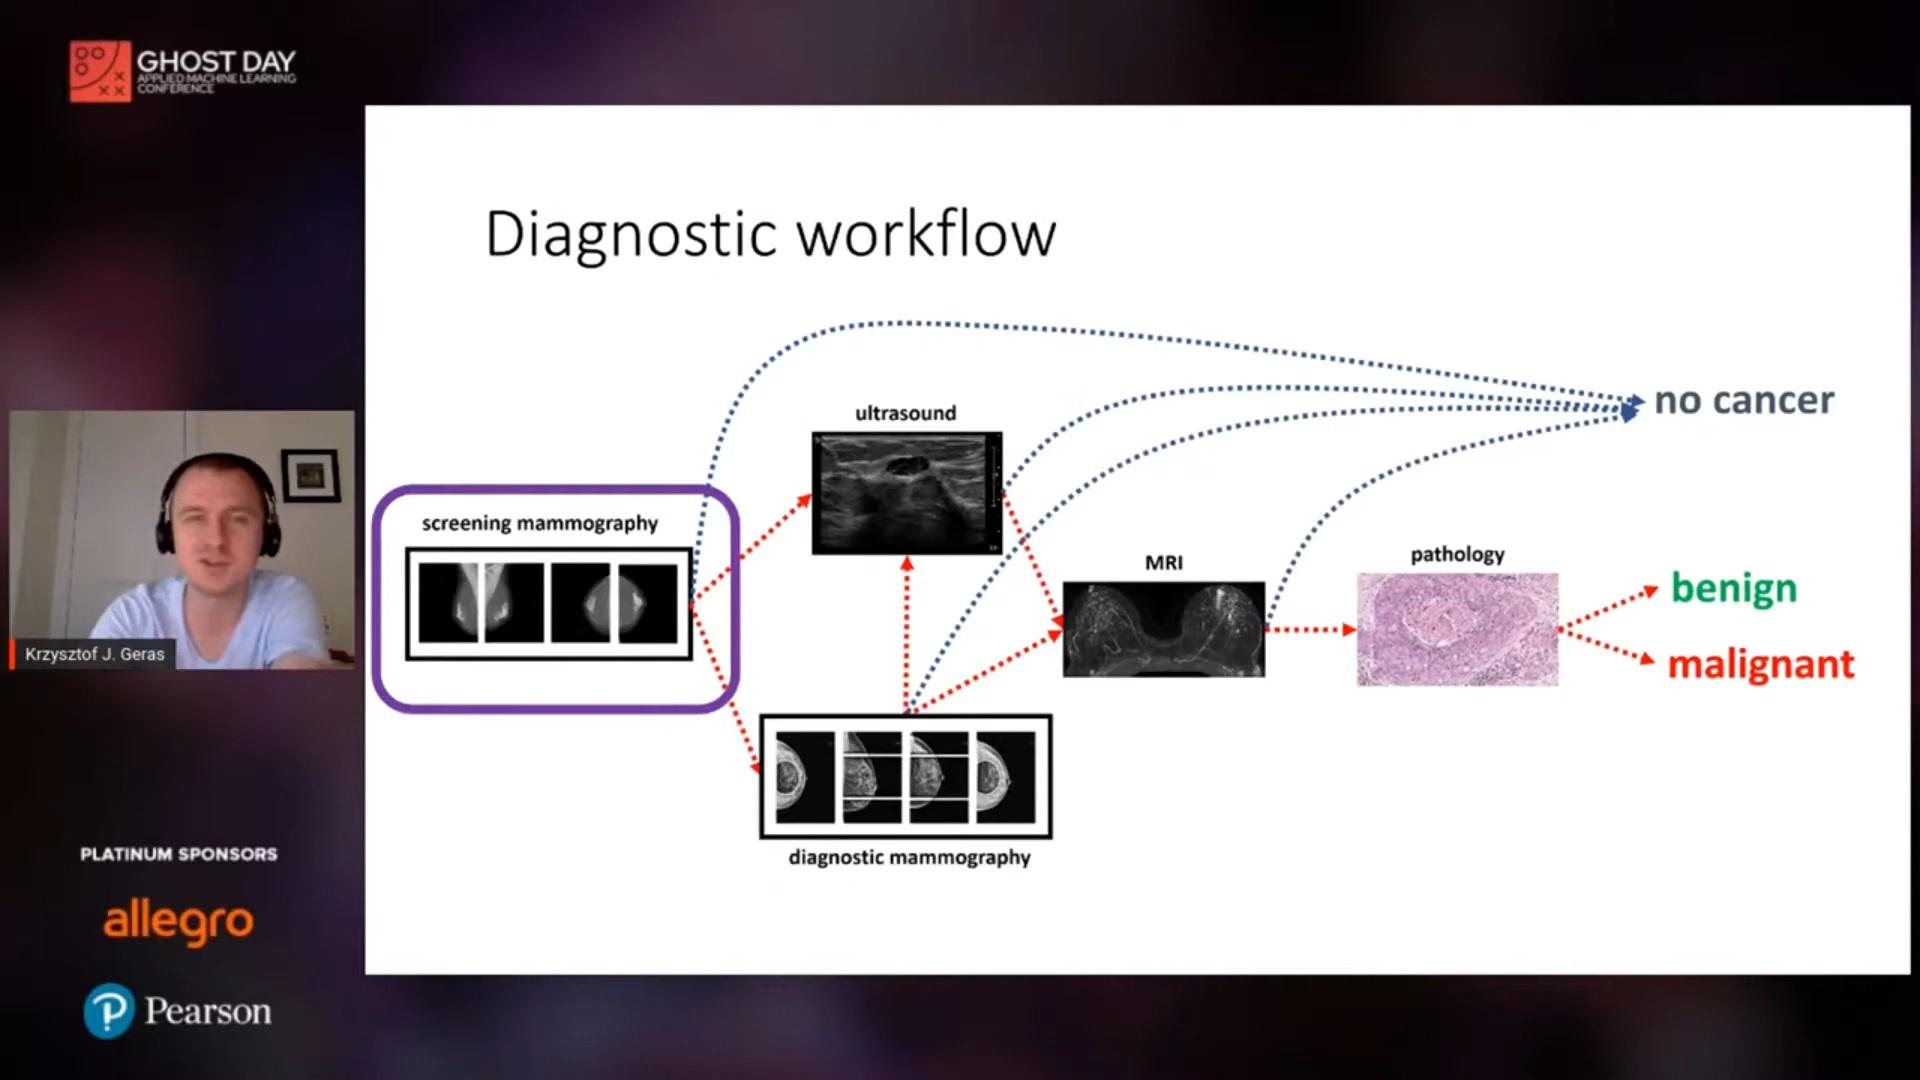 GHOST DAY
APPLIED MACHINE LEARNING
CONFERENCE
Diagnostic workflow
no cancer
ultrasound
screening mammography
MRI
pathology
benign
malignant
diagnostic mammography
Krzysztof J. Geras
PLATINUM SPONSORS
allegro
P Pearson